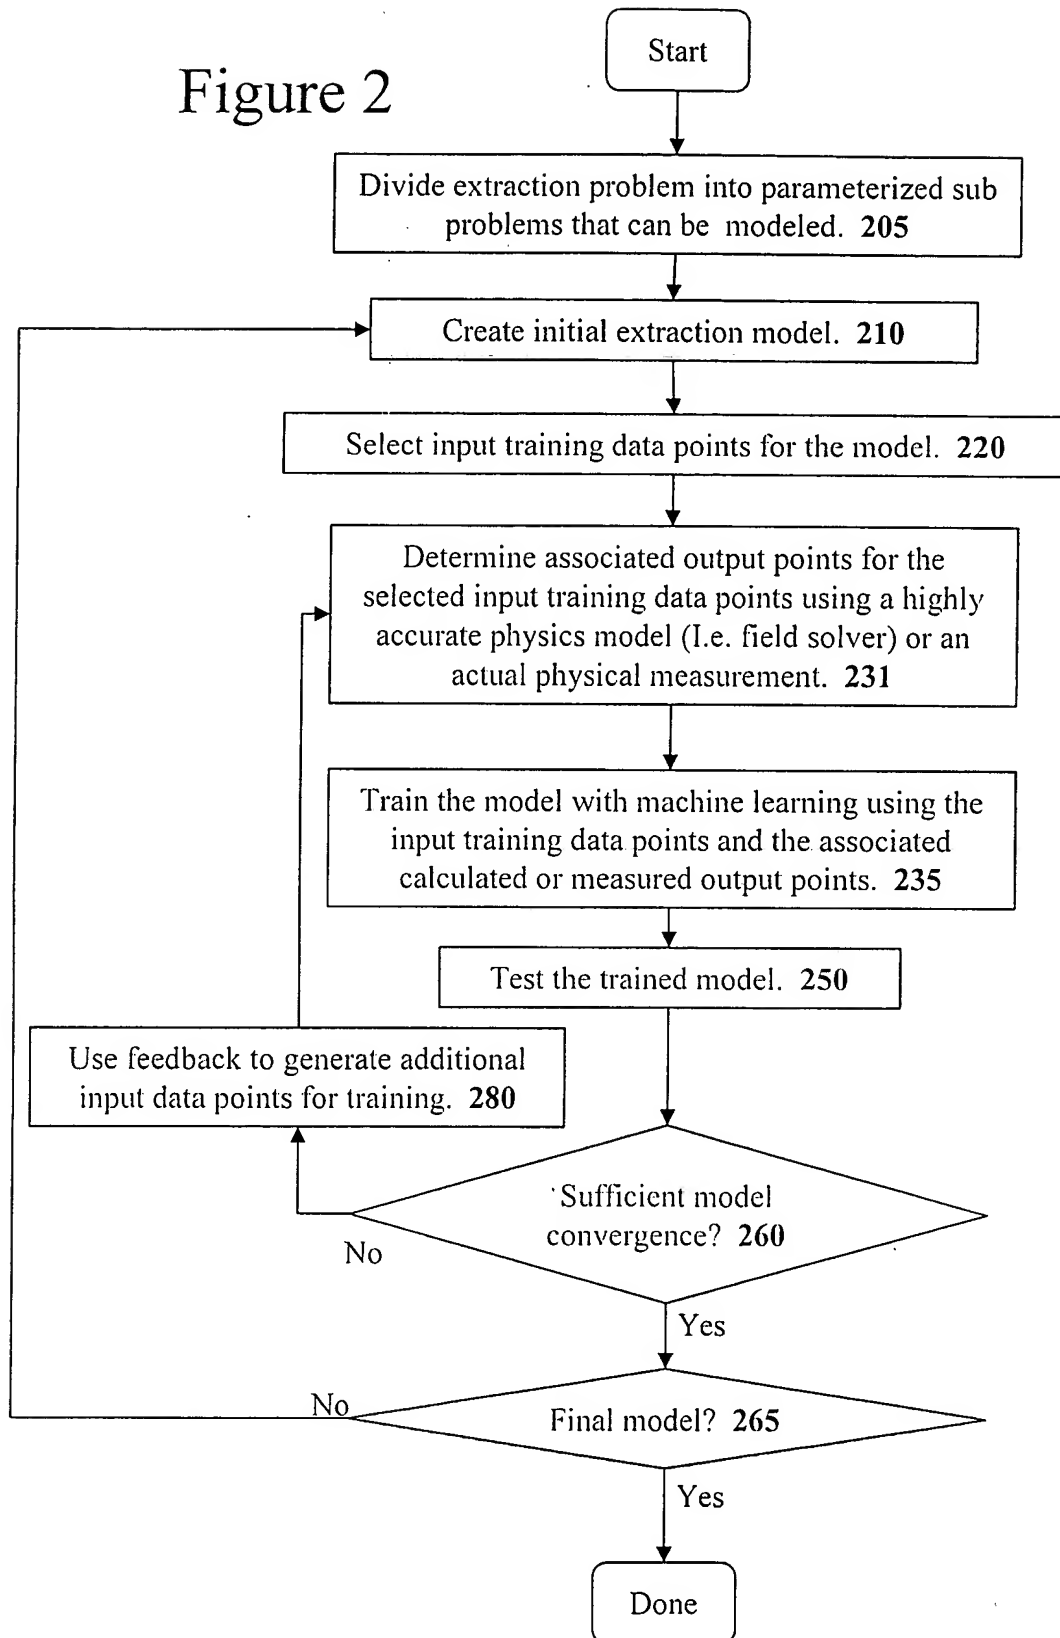 Start
Figure 2
Divide extraction problem into parameterized sub
problems that can be modeled. 205
Create initial extraction model. 210
Select input training data points for the model. 220
Determine associated output points for the
selected input training data points using a highly
accurate physics model (I.e. field solver) or an
actual physical measurement. 231
Train the model with machine learning using the
input training data points and the associated
calculated or measured output points. 235
Test the trained model. 250
Use feedback to generate additional
input data points for training. 280
Sufficient model
convergence? 260
No
Yes
No
Final model? 265
Yes
Done